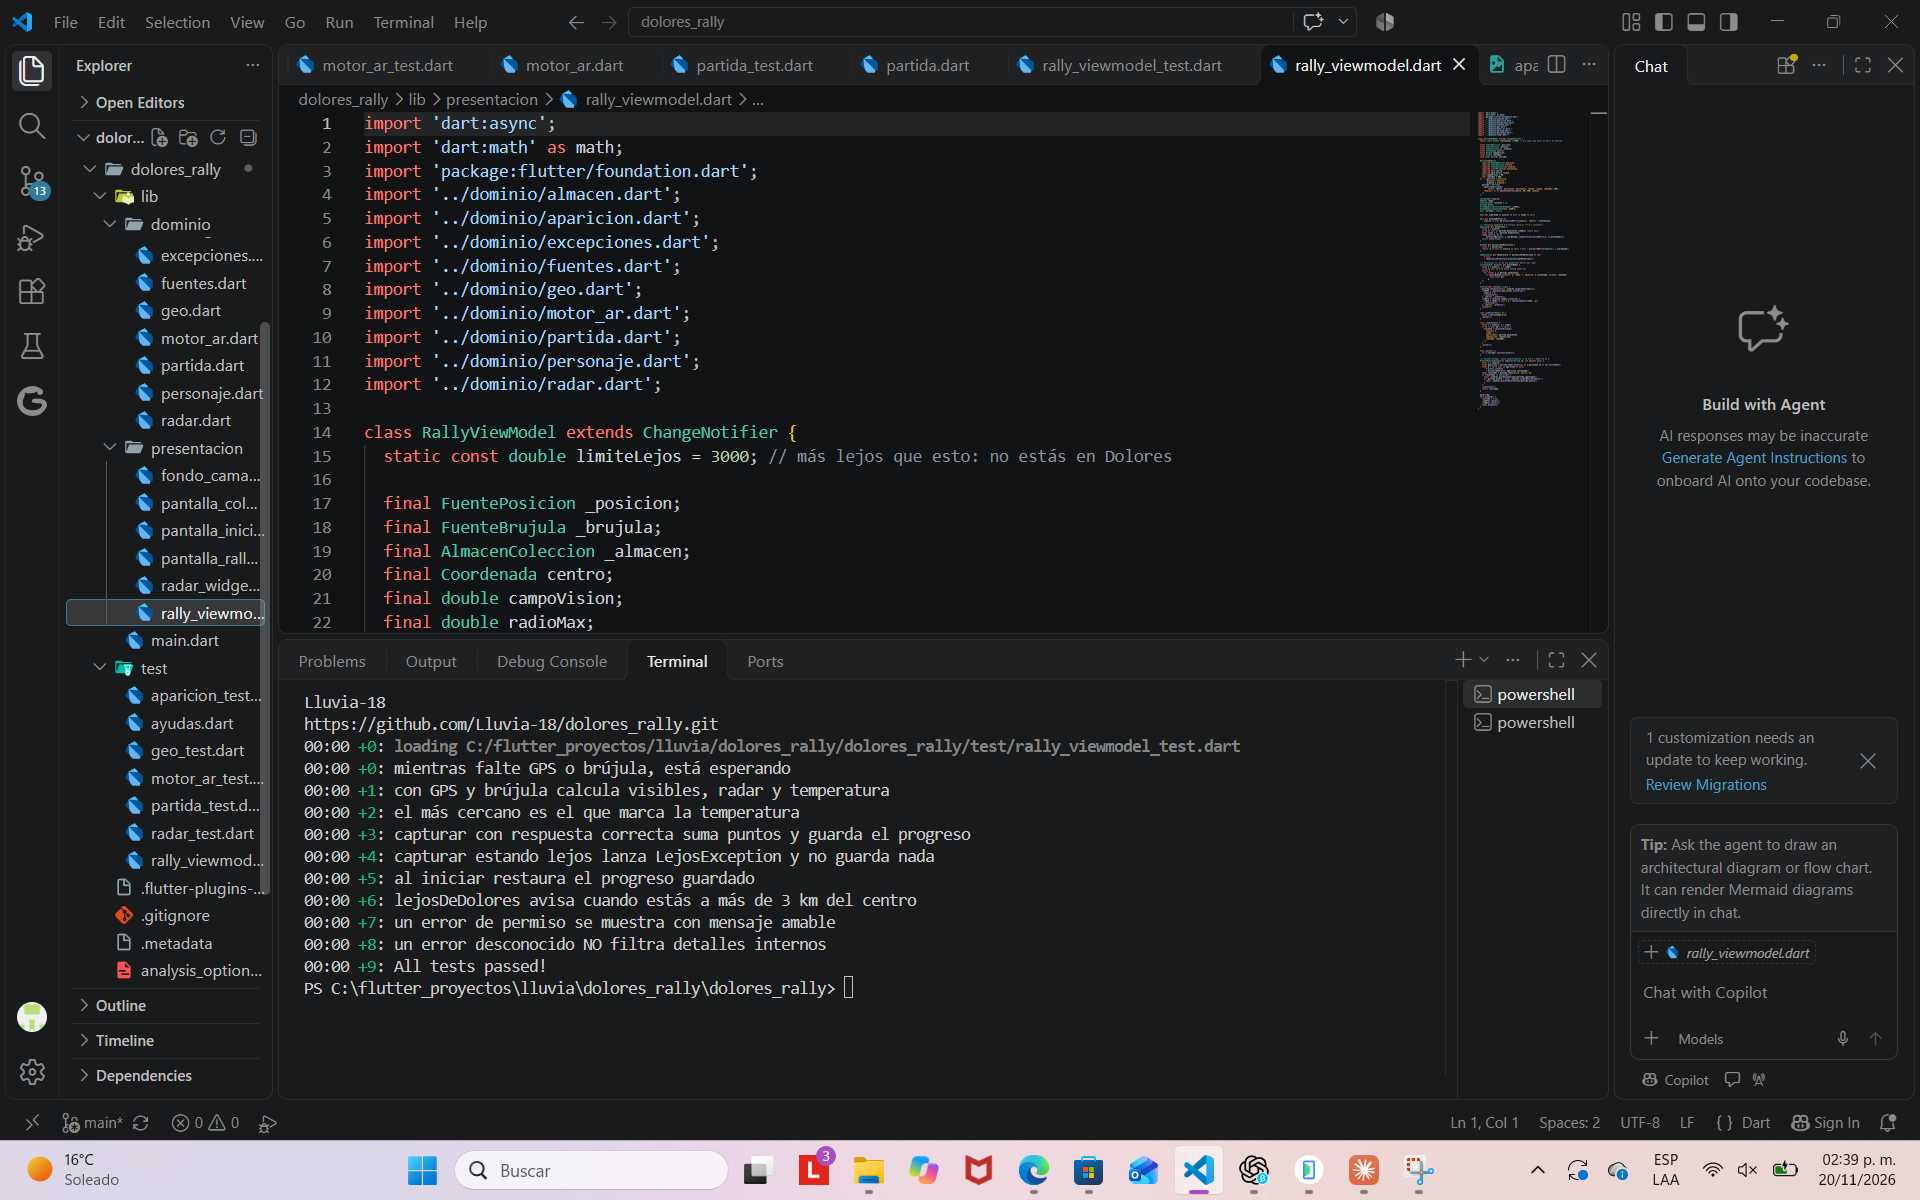 File Edit Selection View Go Run Terminal Help
dolores_rally
Explorer
Open Editors
dolor...
dolores_rally
lib
dominio
excepciones....
fuentes.dart
geo.dart
motor_ar.dart
partida.dart
personaje.dart
radar.dart
presentacion
fondo_cama...
pantalla_col...
pantalla_inici...
pantalla_rall...
radar_widge...
rally_viewmo...
main.dart
test
aparicion_test...
ayudas.dart
geo_test.dart
motor_ar_test....
partida_test.d...
radar_test.dart
rally_viewmod...
.flutter-plugins-...
.gitignore
.metadata
analysis_option...
Outline
Timeline
Dependencies
13
motor_ar_test.dart motor_ar.dart partida_test.dart partida.dart rally_viewmodel_test.dart rally_viewmodel.dart apa
dolores_rally > lib > presentacion > rally_viewmodel.dart > ...
1 import 'dart:async';
2 import 'dart:math' as math;
3 import 'package:flutter/foundation.dart';
4 import '../dominio/almacen.dart';
5 import '../dominio/aparicion.dart';
6 import '../dominio/excepciones.dart';
7 import '../dominio/fuentes.dart';
8 import '../dominio/geo.dart';
9 import '../dominio/motor_ar.dart';
10 import '../dominio/partida.dart';
11 import '../dominio/personaje.dart';
12 import '../dominio/radar.dart';
13
14 class RallyViewModel extends ChangeNotifier {
15 static const double limiteLejos = 3000; // más lejos que esto: no estás en Dolores
16
17 final FuentePosicion _posicion;
18 final FuenteBrujula _brujula;
19 final AlmacenColeccion _almacen;
20 final Coordenada centro;
21 final double campoVision;
22 final double radioMax;
Problems Output Debug Console Terminal Ports
Lluvia-18
https://github.com/Lluvia-18/dolores_rally.git
00:00 +0: loading C:/flutter_proyectos/lluvia/dolores_rally/dolores_rally/test/rally_viewmodel_test.dart
00:00 +0: mientras falte GPS o brújula, está esperando
00:00 +1: con GPS y brújula calcula visibles, radar y temperatura
00:00 +2: el más cercano es el que marca la temperatura
00:00 +3: capturar con respuesta correcta suma puntos y guarda el progreso
00:00 +4: capturar estando lejos lanza LejosException y no guarda nada
00:00 +5: al iniciar restaura el progreso guardado
00:00 +6: lejosDeDolores avisa cuando estás a más de 3 km del centro
00:00 +7: un error de permiso se muestra con mensaje amable
00:00 +8: un error desconocido NO filtra detalles internos
00:00 +9: All tests passed!
PS C:\flutter_proyectos\lluvia\dolores_rally\dolores_rally>
powershell
powershell
Chat
Build with Agent
AI responses may be inaccurate
Generate Agent Instructions to
onboard AI onto your codebase.
1 customization needs an
update to keep working.
Review Migrations
Tip: Ask the agent to draw an
architectural diagram or flow chart.
It can render Mermaid diagrams
directly in chat.
rally_viewmodel.dart
Chat with Copilot
Models
Copilot
main* 0 0
Ln 1, Col 1 Spaces: 2 UTF-8 LF { } Dart Sign In
16°C
Soleado
Buscar
L 3
ESP
LAA
02:39 p. m.
20/11/2026